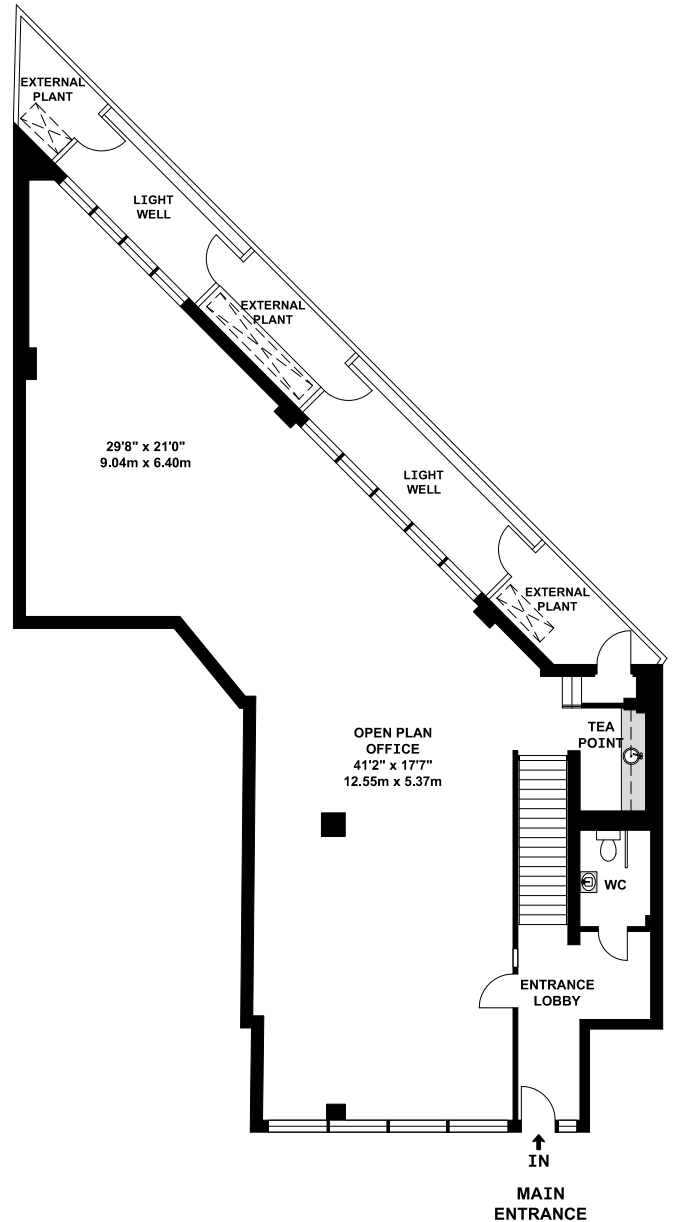 EXTERNAL
PLANT
LIGHT
WELL
EXTERNAL
PLANT
29'8" x 21'0"
9.04m x 6.40m
LIGHT
WELL
EXTERNAL
PLANT
OPEN PLAN
OFFICE
41'2" x 17'7"
12.55m x 5.37m
TEA
POINT
WC
ENTRANCE
LOBBY
IN
MAIN
ENTRANCE